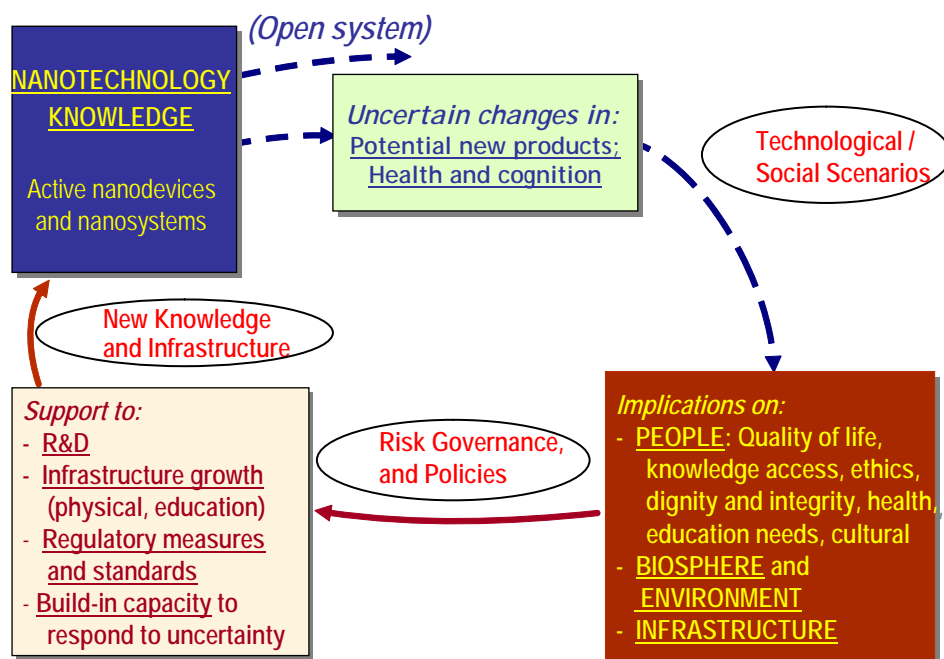 (Open system)
NANOTECHNOLOGY
KNOWLEDGE
Active nanodevices
and nanosystems
Uncertain changes in:
Potential new products;
Health and cognition
Technological /
Social Scenarios
New Knowledge
and Infrastructure
Support to:
- R&D
- Infrastructure growth
(physical, education)
- Regulatory measures
and standards
- Build-in capacity to
respond to uncertainty
Risk Governance,
and Policies
Implications on:
- PEOPLE: Quality of life,
knowledge access, ethics,
dignity and integrity, health,
education needs, cultural
- BIOSPHERE and
ENVIRONMENT
- INFRASTRUCTURE